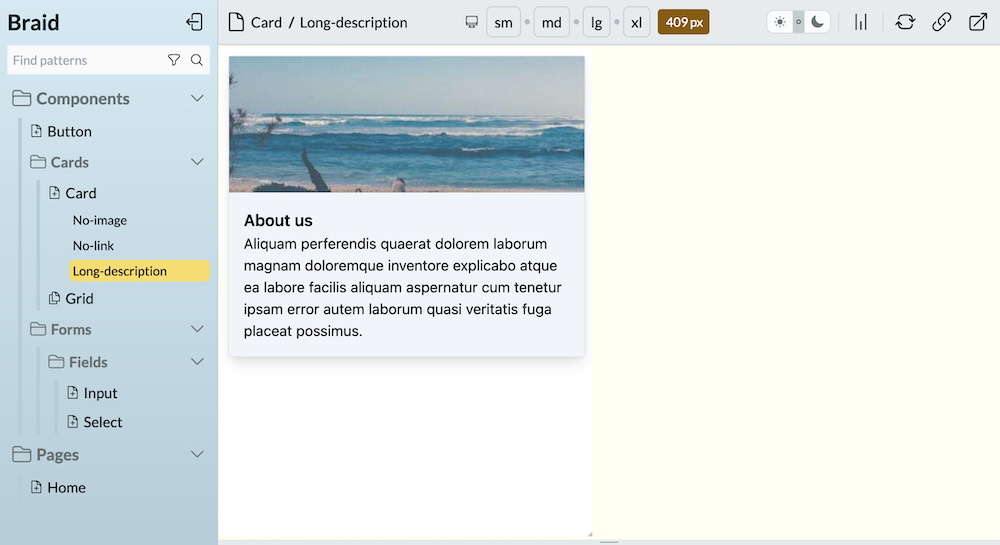 Braid
Card / Long-description
sm
md
lg
xl
409 px
Find patterns
Components
Button
Cards
Card
No-image
No-link
Long-description
Grid
Forms
Fields
Input
Select
Pages
Home
About us
Aliquam perferendis quaerat dolorem laborum
magnam doloremque inventore explicabo atque
ea labore facilis aliquam aspernatur cum tenetur
ipsam error autem laborum quasi veritatis fuga
placeat possimus.